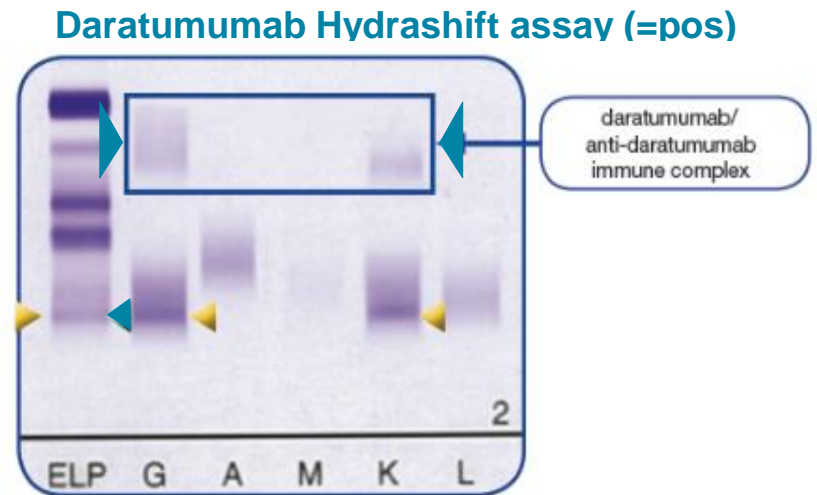 Daratumumab Hydrashift assay (=pos)
daratumumab/
anti-daratumumab
immune complex
2
ELP G A M K L